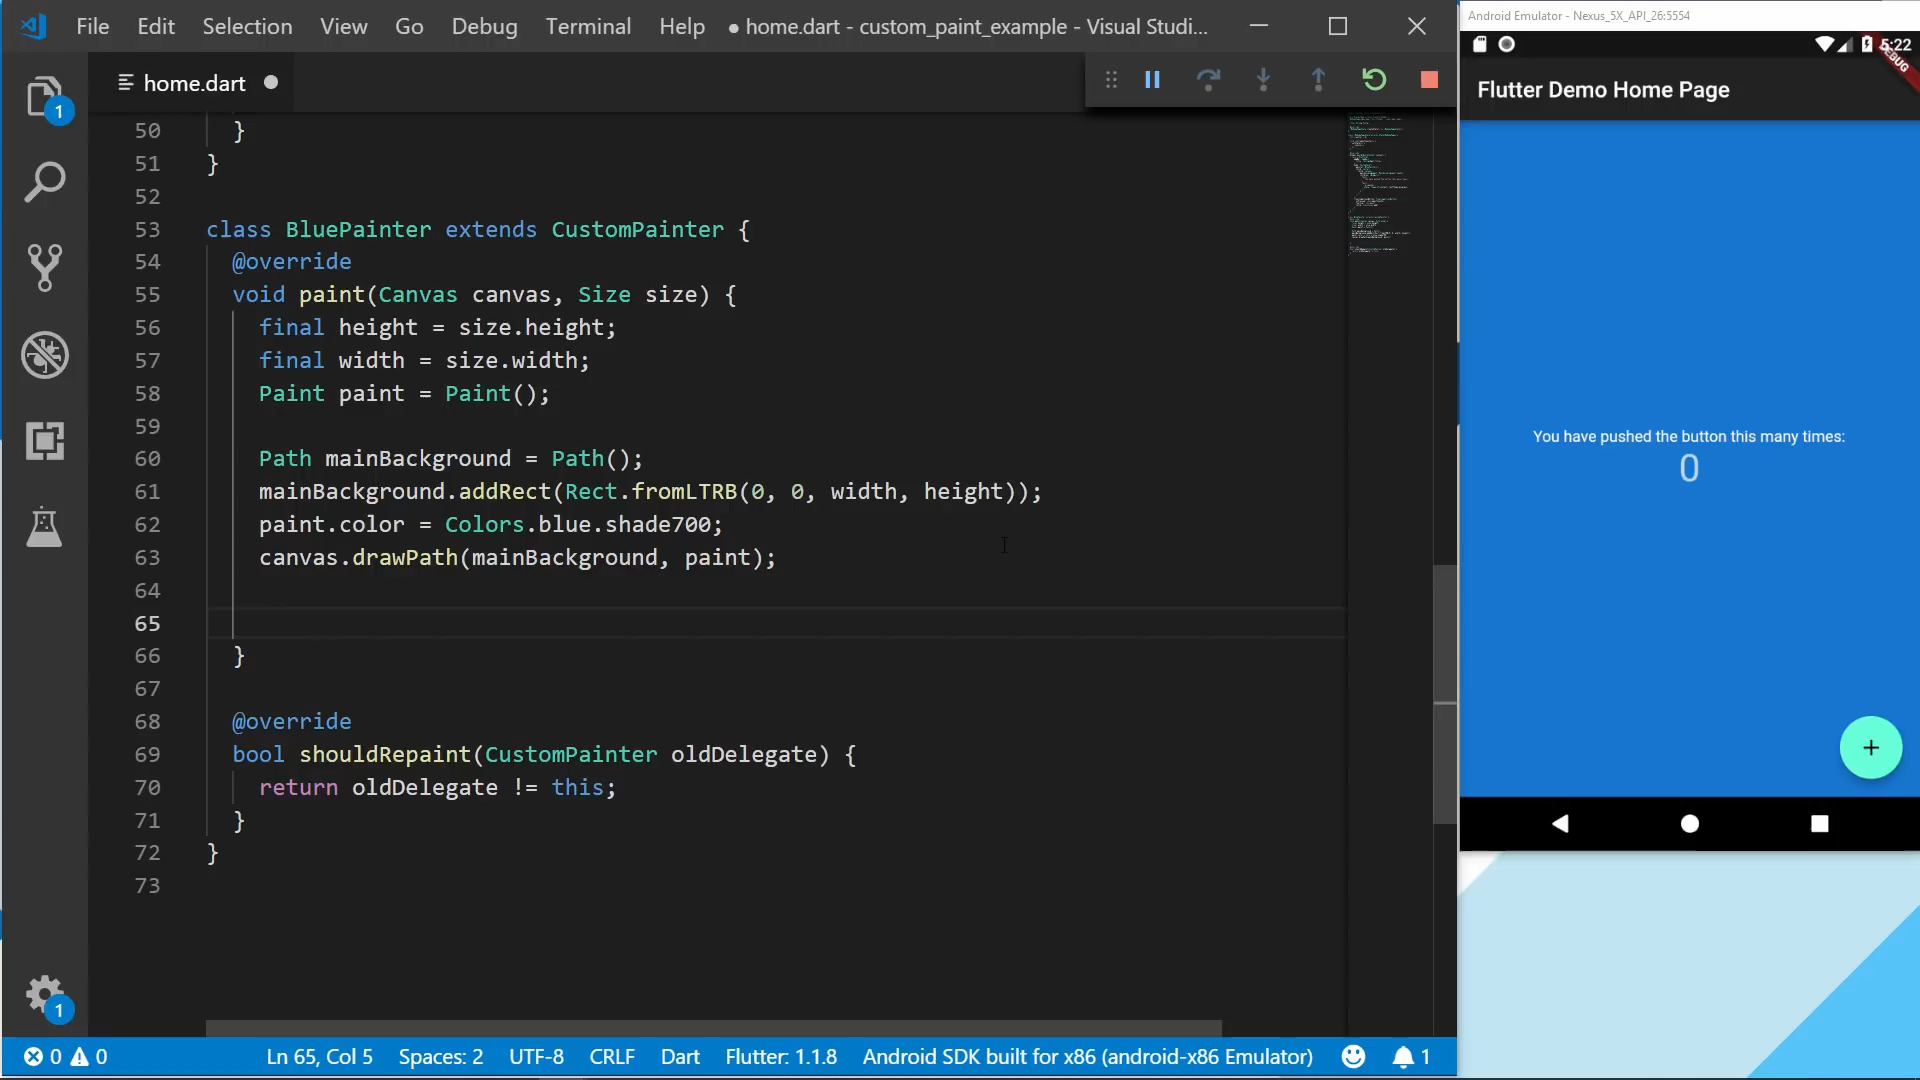 File Edit Selection View Go Debug Terminal Help ● home.dart - custom_paint_example - Visual Studi...
home.dart
1
50 }
51 }
52
53 class BluePainter extends CustomPainter {
54 @override
55 void paint(Canvas canvas, Size size) {
56 final height = size.height;
57 final width = size.width;
58 Paint paint = Paint();
59
60 Path mainBackground = Path();
61 mainBackground.addRect(Rect.fromLTRB(0, 0, width, height));
62 paint.color = Colors.blue.shade700;
63 canvas.drawPath(mainBackground, paint);
64
65
66 }
67
68 @override
69 bool shouldRepaint(CustomPainter oldDelegate) {
70 return oldDelegate != this;
71 }
72 }
73
1
0 0 Ln 65, Col 5 Spaces: 2 UTF-8 CRLF Dart Flutter: 1.1.8 Android SDK built for x86 (android-x86 Emulator) 1
Android Emulator - Nexus_5X_API_26:5554
5:22
Flutter Demo Home Page
You have pushed the button this many times:
0
+